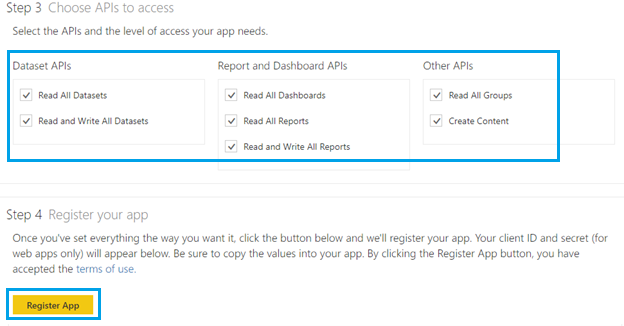 Step 3 Choose APIs to access
Select the APIs and the level of access your app needs.
Dataset APIs
Read All Datasets
Read and Write All Datasets
Report and Dashboard APIs
Read All Dashboards
Read All Reports
Read and Write All Reports
Other APIs
Read All Groups
Create Content
Step 4 Register your app
Once you've set everything the way you want it, click the button below and we'll register your app. Your client ID and secret (for
web apps only) will appear below. Be sure to copy the values into your app. By clicking the Register App button, you have
accepted the terms of use.
Register App